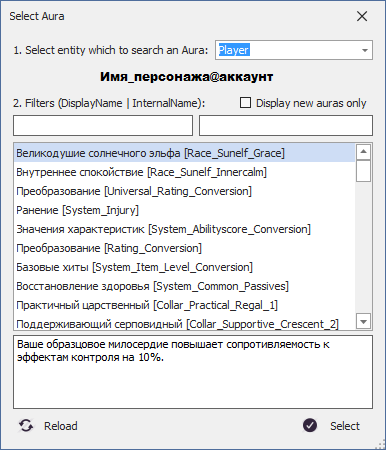 Select Aura
1. Select entity which to search an Aura: Player
Имя_персонажа@аккаунт
2. Filters (DisplayName | InternalName): Display new auras only
Великодушие солнечного эльфа [Race_Sunelf_Grace]
Внутреннее спокойствие [Race_Sunelf_Innercalm]
Преобразование [Universal_Rating_Conversion]
Ранение [System_Injury]
Значения характеристик [System_Abilityscore_Conversion]
Преобразование [Rating_Conversion]
Базовые хиты [System_Item_Level_Conversion]
Восстановление здоровья [System_Common_Passives]
Практичный царственный [Collar_Practical_Regal_1]
Поддерживающий серповидный [Collar_Supportive_Crescent_2]
Ваше образцовое милосердие повышает сопротивляемость к
эффектам контроля на 10%.
Reload Select